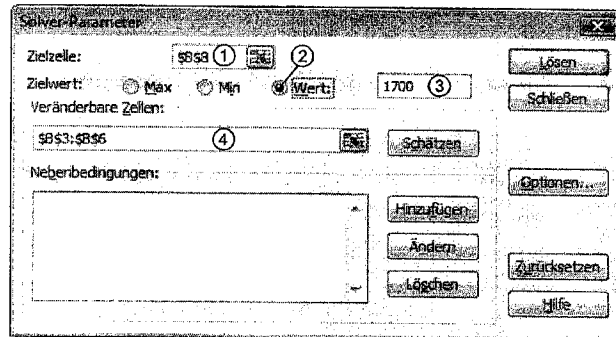 Solver-Parameter
Zielzelle: $B$8 ①
Lösen
②
Zielwert: Max Min Wert: 1700 ③
Schließen
Veränderbare Zellen:
$B$3:$B$6 ④
Schätzen
Nebenbedingungen:
Optionen...
Hinzufügen
Ändern
Zurücksetzen
Löschen
Hilfe